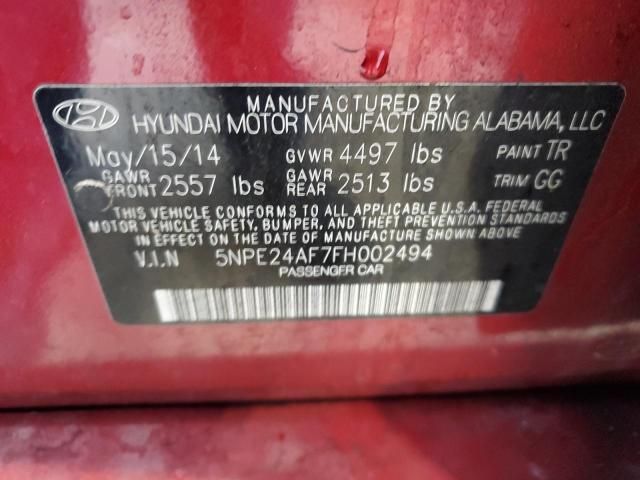 MANUFACTURED BY
HYUNDAI MOTOR MANUFACTURING ALABAMA, LLC
May/15/14 GVWR 4497 lbs PAINT TR
GAWR FRONT 2557 lbs GAWR REAR 2513 lbs TRIM GG
THIS VEHICLE CONFORMS TO ALL APPLICABLE U.S.A. FEDERAL
MOTOR VEHICLE SAFETY, BUMPER, AND THEFT PREVENTION STANDARDS
IN EFFECT ON THE DATE OF MANUFACTURE SHOWN ABOVE.
V.I.N 5NPE24AF7FH002494
PASSENGER CAR